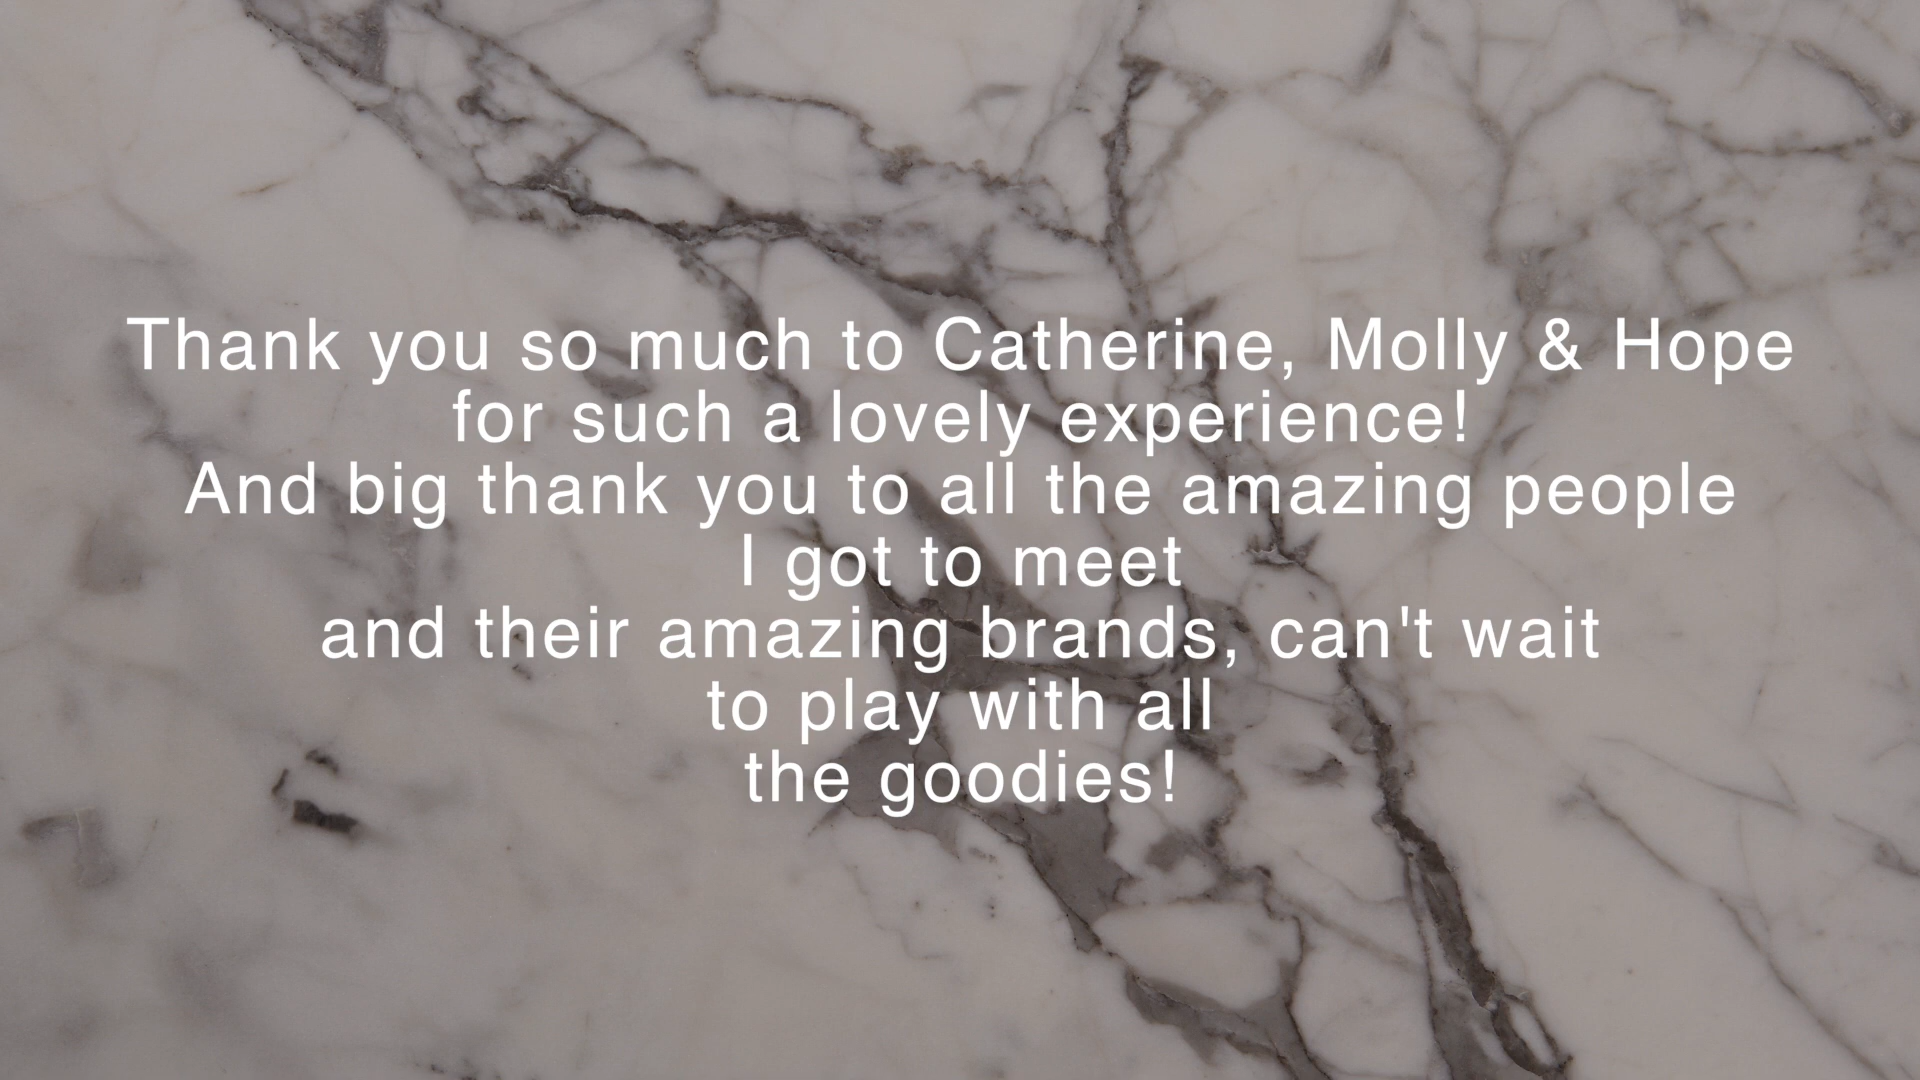 Thank you so much to Catherine, Molly & Hope
for such a lovely experience!
And big thank you to all the amazing people
I got to meet
and their amazing brands, can't wait
to play with all
the goodies!